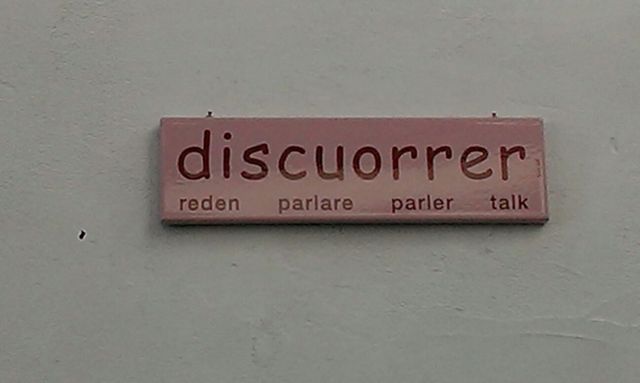 discuorrer
reden parlare parler talk